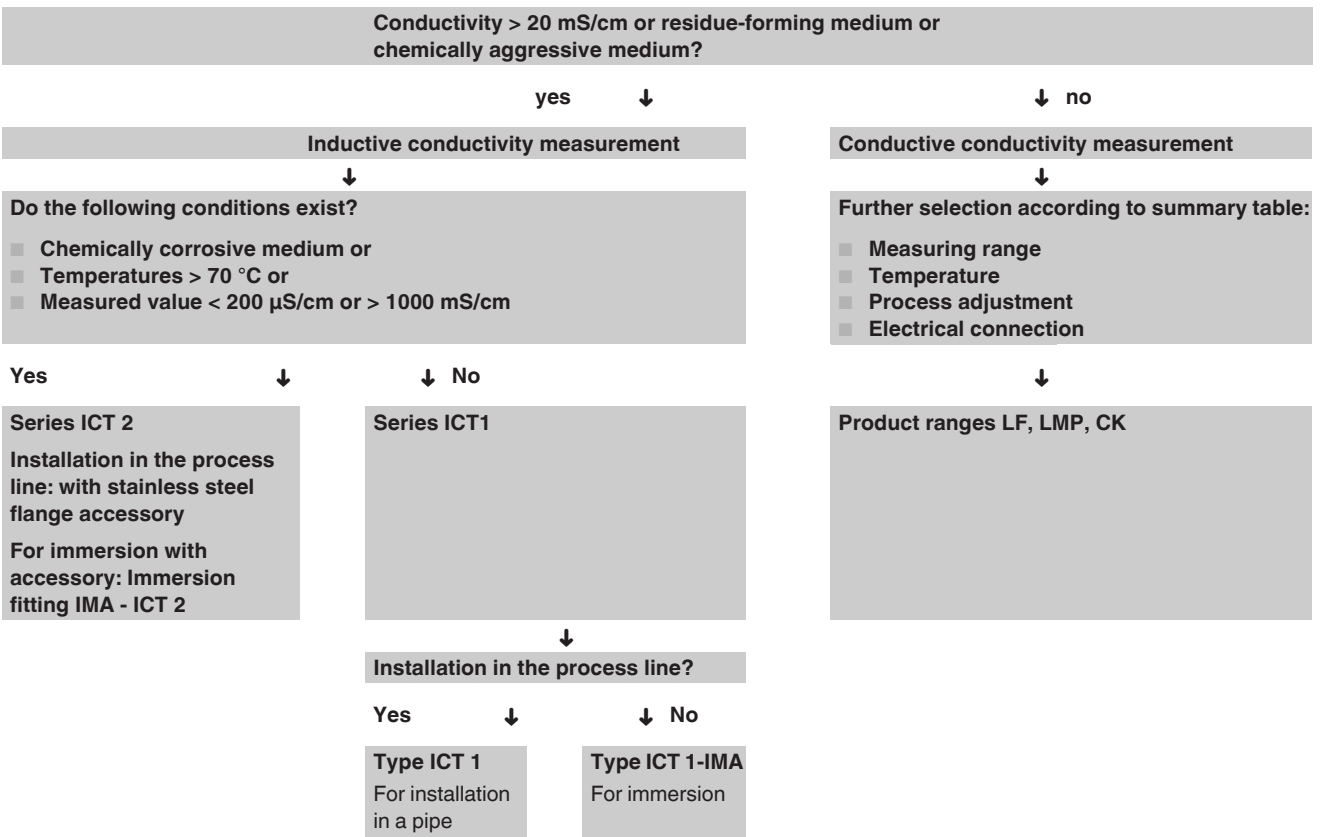 Conductivity > 20 mS/cm or residue-forming medium or
chemically aggressive medium?
yes
no
Inductive conductivity measurement
Conductive conductivity measurement
Do the following conditions exist?
Chemically corrosive medium or
Temperatures > 70 °C or
Measured value < 200 µS/cm or > 1000 mS/cm
Further selection according to summary table:
Measuring range
Temperature
Process adjustment
Electrical connection
Yes
No
Series ICT 2
Installation in the process
line: with stainless steel
flange accessory
For immersion with
accessory: Immersion
fitting IMA - ICT 2
Series ICT1
Product ranges LF, LMP, CK
Installation in the process line?
Yes
No
Type ICT 1
For installation
in a pipe
Type ICT 1-IMA
For immersion